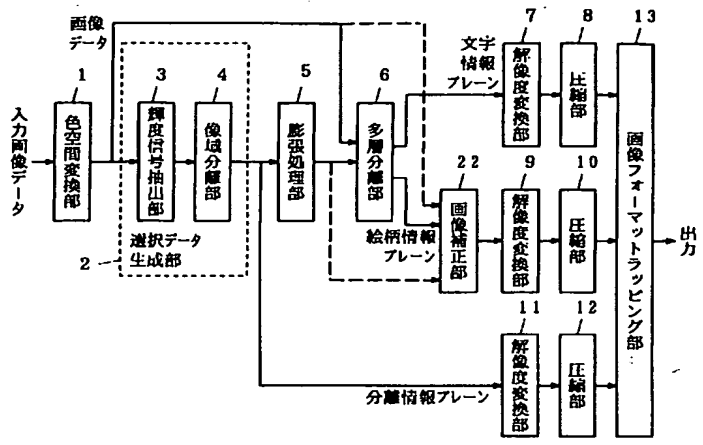 画像
データ
入力画像データ
1
色空間変換部
2
選択データ
生成部
3
輝度信号抽出部
4
像域分離部
5
膨張処理部
6
多層分離部
文字
情報
プレーン
7
解像度変換部
8
圧縮部
22
画像補正部
絵柄情報
プレーン
9
解像度変換部
10
圧縮部
分離情報プレーン
11
解像度変換部
12
圧縮部
13
画像フォーマットラッピング部
出力